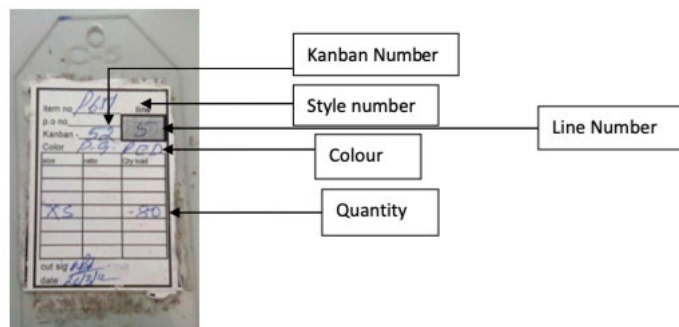 Kanban Number
Style number
Line Number
Colour
Quantity
Item no
line
p.o no
Kanban - 52
5
Color D.G. RED
size ratio Qty load
XS -80
cut sig
date